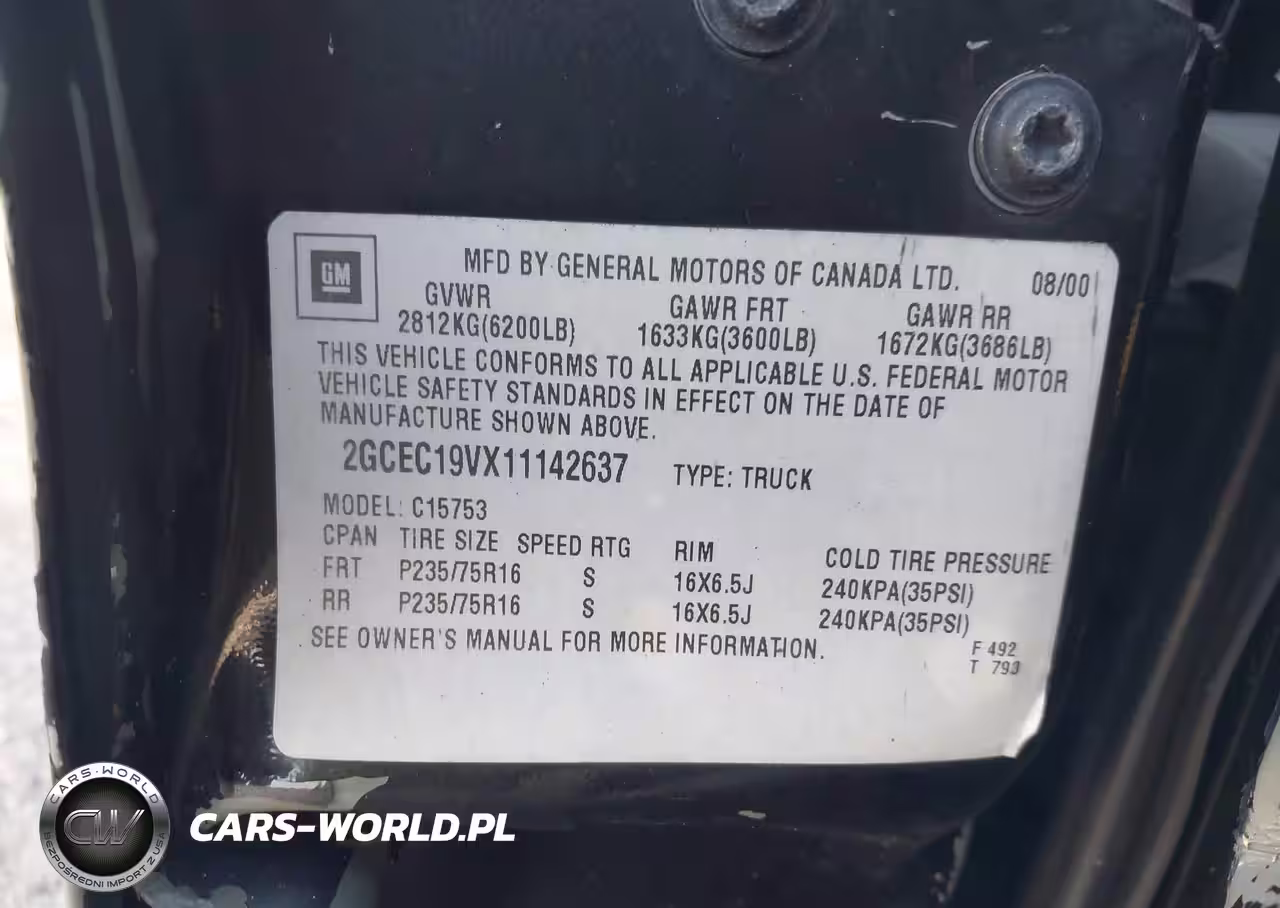 GM
MFD BY GENERAL MOTORS OF CANADA LTD. 08/00
GVWR GAWR FRT GAWR RR
2812KG(6200LB) 1633KG(3600LB) 1672KG(3686LB)
THIS VEHICLE CONFORMS TO ALL APPLICABLE U.S. FEDERAL MOTOR
VEHICLE SAFETY STANDARDS IN EFFECT ON THE DATE OF
MANUFACTURE SHOWN ABOVE.
2GCEC19VX11142637 TYPE: TRUCK
MODEL: C15753
CPAN TIRE SIZE SPEED RTG RIM COLD TIRE PRESSURE
FRT P235/75R16 S 16X6.5J 240KPA(35PSI)
RR P235/75R16 S 16X6.5J 240KPA(35PSI)
SEE OWNER'S MANUAL FOR MORE INFORMATION.
F 492
T 793
CARS-WORLD
CW
BEZPOŚREDNI IMPORT Z USA
CARS-WORLD.PL